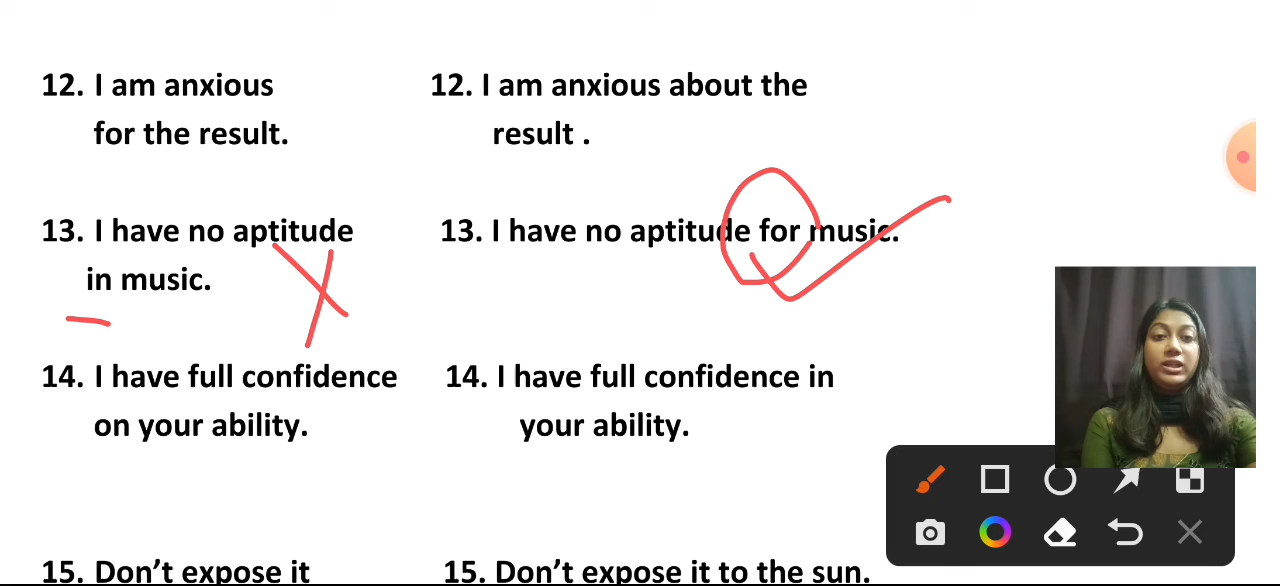 12. I am anxious
for the result.
12. I am anxious about the
result .
13. I have no aptitude
in music.
13. I have no aptitude for music.
14. I have full confidence
on your ability.
14. I have full confidence in
your ability.
15. Don’t expose it
15. Don’t expose it to the sun.